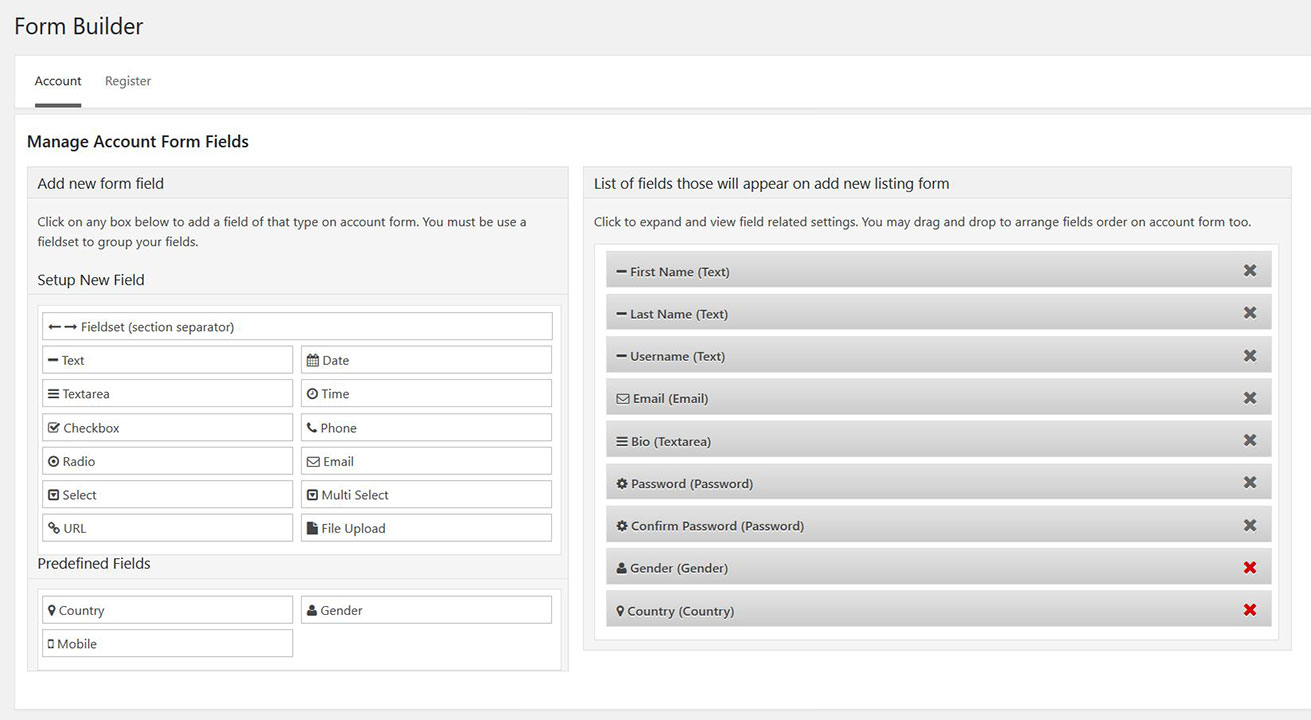 Form Builder
Account Register
Manage Account Form Fields
Add new form field
Click on any box below to add a field of that type on account form. You must be use a
fieldset to group your fields.
Setup New Field
Fieldset (section separator)
Text
Date
Textarea
Time
Checkbox
Phone
Radio
Email
Select
Multi Select
URL
File Upload
Predefined Fields
Country
Gender
Mobile
List of fields those will appear on add new listing form
Click to expand and view field related settings. You may drag and drop to arrange fields order on account form too.
First Name (Text)
Last Name (Text)
Username (Text)
Email (Email)
Bio (Textarea)
Password (Password)
Confirm Password (Password)
Gender (Gender)
Country (Country)